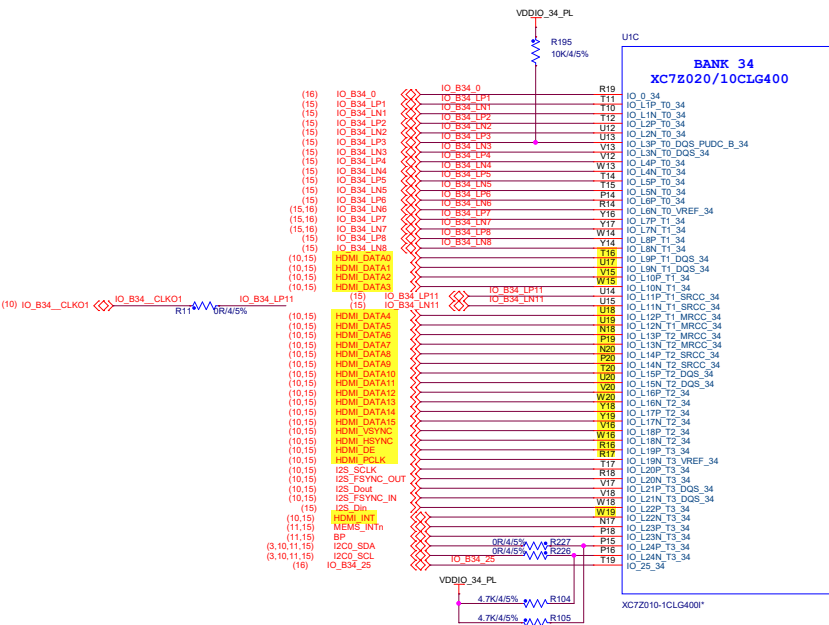 VDDIO_34_PL
R195
10K/4/5%
U1C
BANK 34
XC7Z020/10CLG400
(16) IO_B34_0 IO_B34_0 R19 IO_0_34
(15) IO_B34_LP1 IO_B34_LP1 T11 IO_L1P_T0_34
(15) IO_B34_LN1 IO_B34_LN1 T10 IO_L1N_T0_34
(15) IO_B34_LP2 IO_B34_LP2 T12 IO_L2P_T0_34
(15) IO_B34_LN2 IO_B34_LN2 U12 IO_L2N_T0_34
(15) IO_B34_LP3 IO_B34_LP3 U13 IO_L3P_T0_DQS_PUDC_B_34
(15) IO_B34_LN3 IO_B34_LN3 V13 IO_L3N_T0_DQS_34
(15) IO_B34_LP4 IO_B34_LP4 V12 IO_L4P_T0_34
(15) IO_B34_LN4 IO_B34_LN4 W13 IO_L4N_T0_34
(15) IO_B34_LP5 IO_B34_LP5 T14 IO_L5P_T0_34
(15) IO_B34_LN5 IO_B34_LN5 T15 IO_L5N_T0_34
(15) IO_B34_LP6 IO_B34_LP6 P14 IO_L6P_T0_34
(15,16) IO_B34_LN6 IO_B34_LN6 R14 IO_L6N_T0_VREF_34
(15,16) IO_B34_LP7 IO_B34_LP7 Y16 IO_L7P_T1_34
(15,16) IO_B34_LN7 IO_B34_LN7 Y17 IO_L7N_T1_34
(15) IO_B34_LP8 IO_B34_LP8 W14 IO_L8P_T1_34
(15) IO_B34_LN8 IO_B34_LN8 Y14 IO_L8N_T1_34
(10,15) HDMI_DATA0 T16 IO_L9P_T1_DQS_34
(10,15) HDMI_DATA1 U17 IO_L9N_T1_DQS_34
(10,15) HDMI_DATA2 V15 IO_L10P_T1_34
(10,15) HDMI_DATA3 W15 IO_L10N_T1_34
(15) IO_B34_LP11 IO_B34_LP11 U14 IO_L11P_T1_SRCC_34
(10) IO_B34__CLKO1 IO_B34__CLKO1 IO_B34_LP11 (15) IO_B34_LN11 IO_B34_LN11 U15 IO_L11N_T1_SRCC_34
R11 0R/4/5%
(10,15) HDMI_DATA4 U18 IO_L12P_T1_MRCC_34
(10,15) HDMI_DATA5 U19 IO_L12N_T1_MRCC_34
(10,15) HDMI_DATA6 N18 IO_L13P_T2_MRCC_34
(10,15) HDMI_DATA7 P19 IO_L13N_T2_MRCC_34
(10,15) HDMI_DATA8 N20 IO_L14P_T2_SRCC_34
(10,15) HDMI_DATA9 P20 IO_L14N_T2_SRCC_34
(10,15) HDMI_DATA10 T20 IO_L15P_T2_DQS_34
(10,15) HDMI_DATA11 U20 IO_L15N_T2_DQS_34
(10,15) HDMI_DATA12 V20 IO_L16P_T2_34
(10,15) HDMI_DATA13 W20 IO_L16N_T2_34
(10,15) HDMI_DATA14 Y18 IO_L17P_T2_34
(10,15) HDMI_DATA15 Y19 IO_L17N_T2_34
(10,15) HDMI_VSYNC V16 IO_L18P_T2_34
(10,15) HDMI_HSYNC W16 IO_L18N_T2_34
(10,15) HDMI_DE R16 IO_L19P_T3_34
(10,15) HDMI_PCLK R17 IO_L19N_T3_VREF_34
(10,15) I2S_SCLK T17 IO_L20P_T3_34
(10,15) I2S_FSYNC_OUT R18 IO_L20N_T3_34
(10,15) I2S_Dout V17 IO_L21P_T3_DQS_34
(10,15) I2S_FSYNC_IN V18 IO_L21N_T3_DQS_34
(15) I2S_Din W18 IO_L22P_T3_34
(10,15) HDMI_INT W19 IO_L22N_T3_34
(11,15) MEMS_INTn N17 IO_L23P_T3_34
(11,15) BP P18 IO_L23N_T3_34
(3,10,11,15) I2C0_SDA 0R/4/5% R227 P15 IO_L24P_T3_34
(3,10,11,15) I2C0_SCL 0R/4/5% R226 P16 IO_L24N_T3_34
(16) IO_B34_25 IO_B34_25 T19 IO_25_34
VDDIO_34_PL
4.7K/4/5% R104
XC7Z010-1CLG400I*
4.7K/4/5% R105